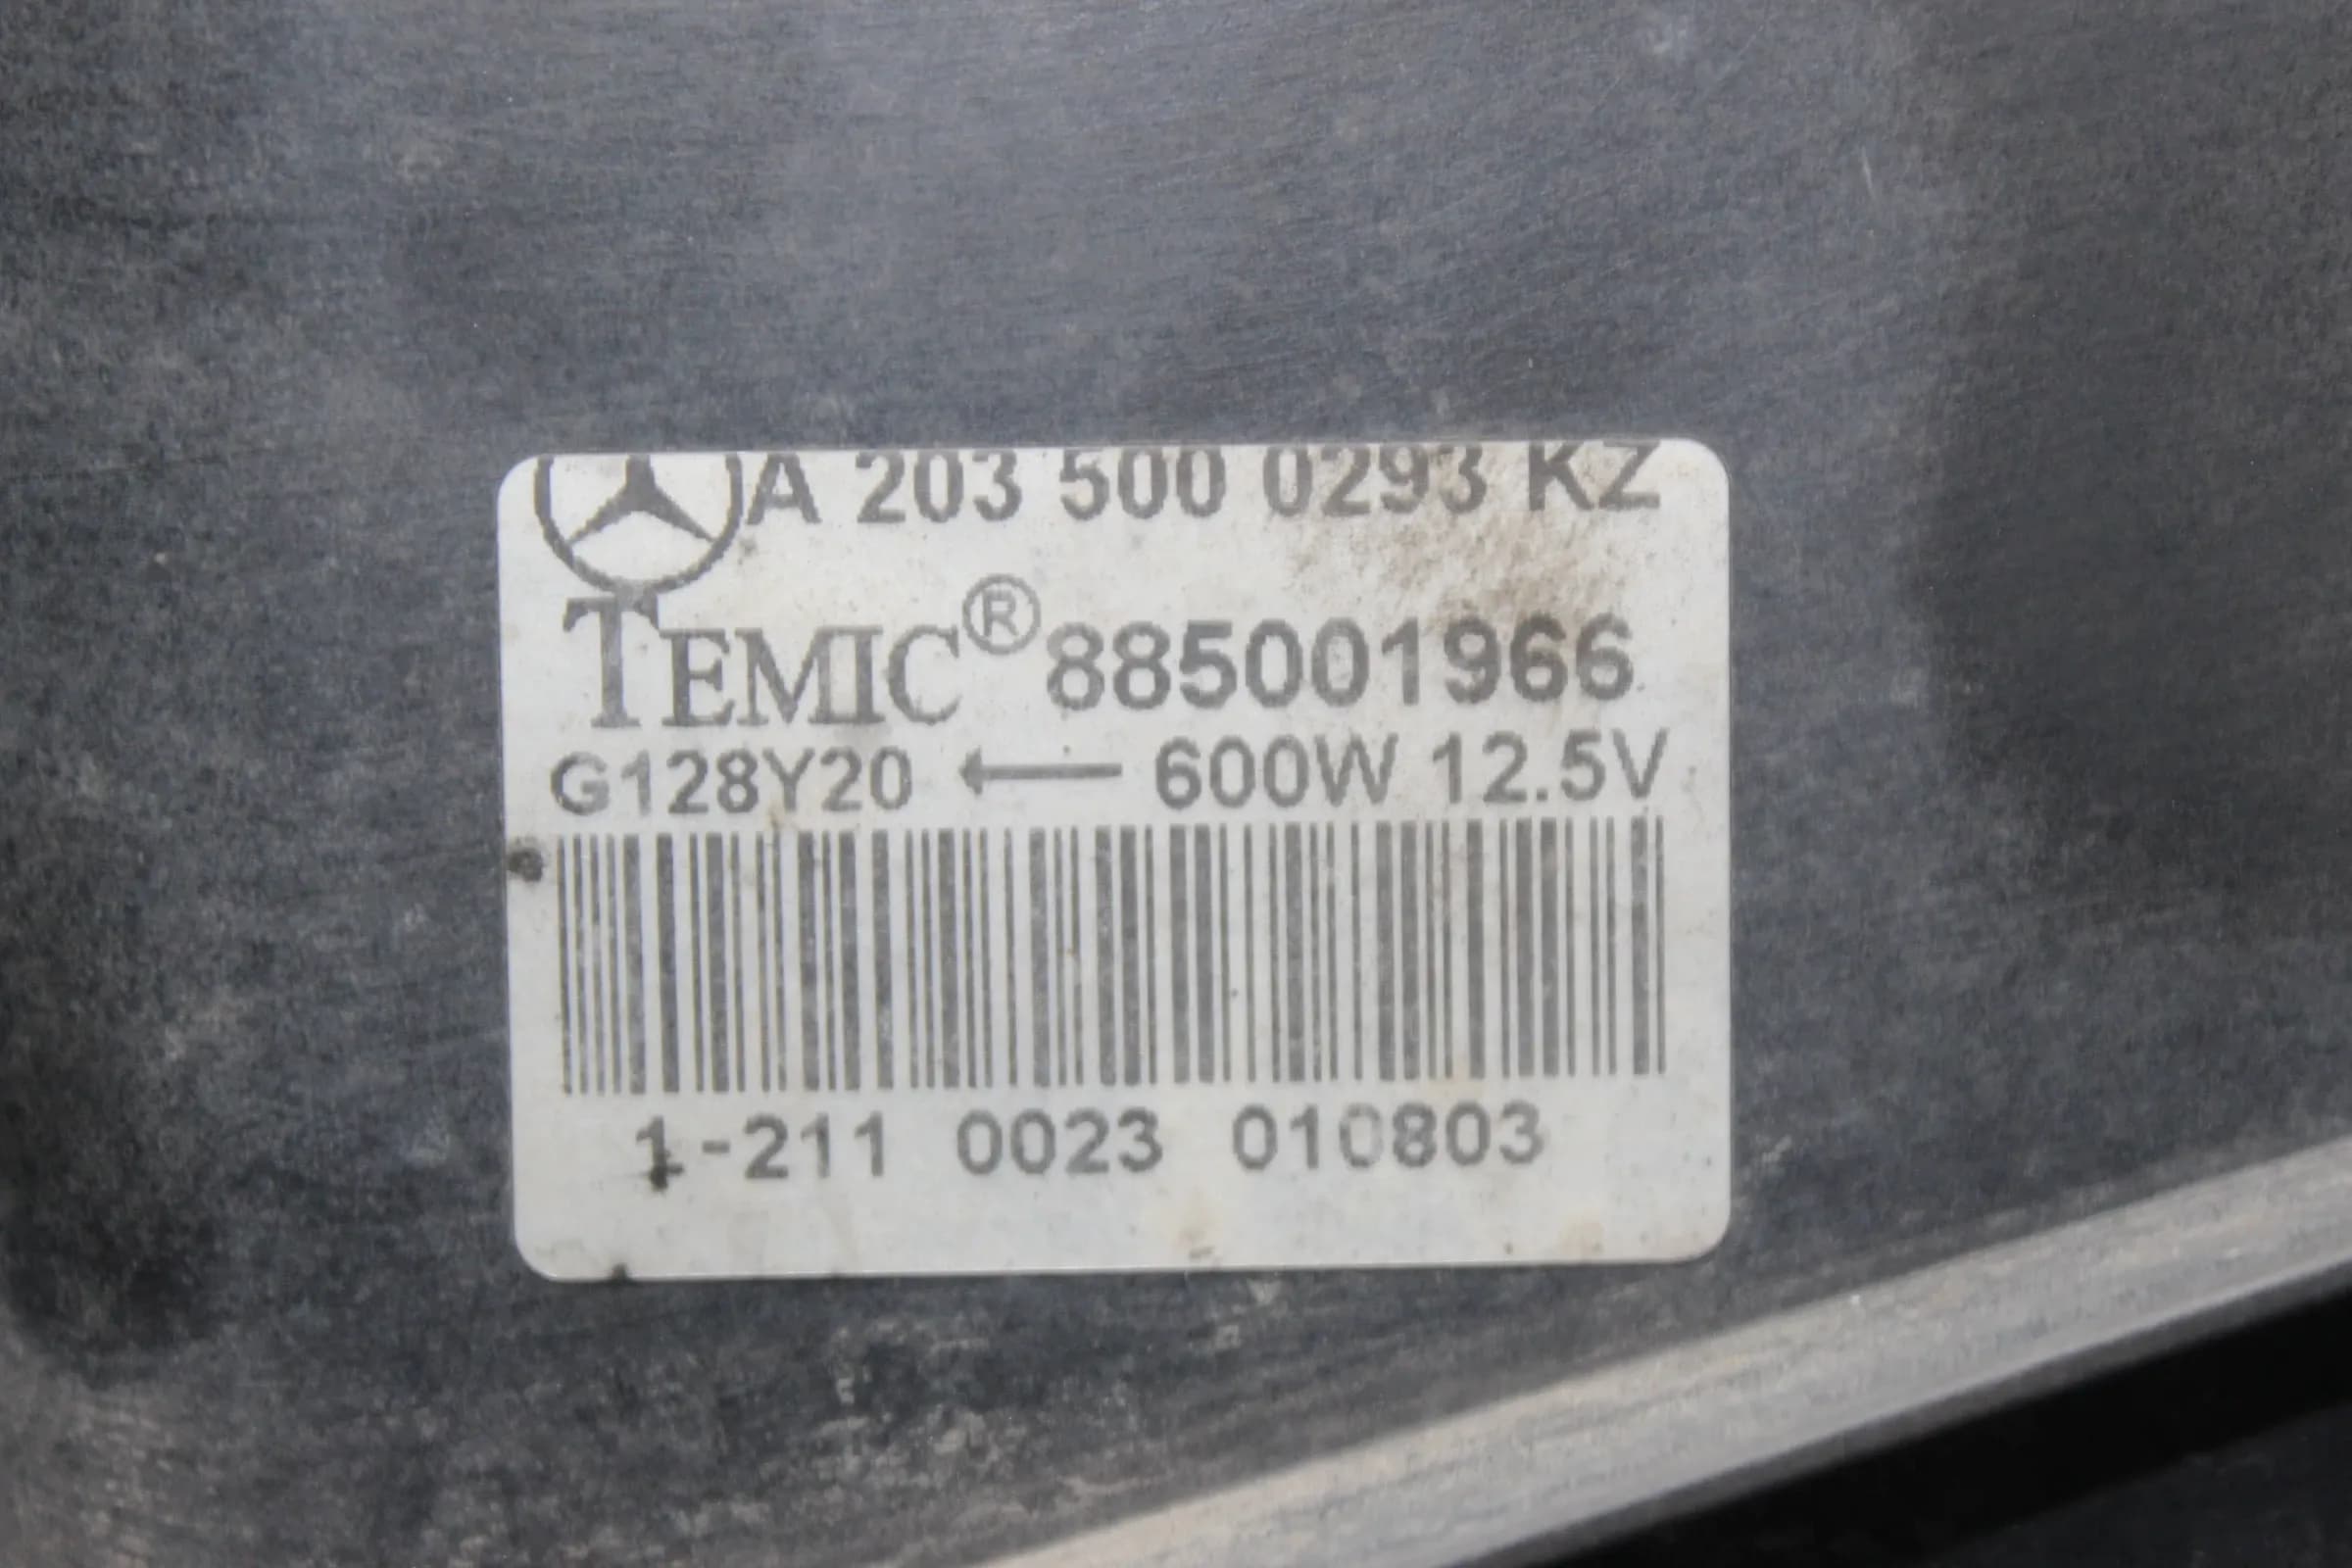 A 203 500 0293 KZ
TEMIC® 885001966
G128Y20 ← 600W 12.5V
1-211 0023 010803